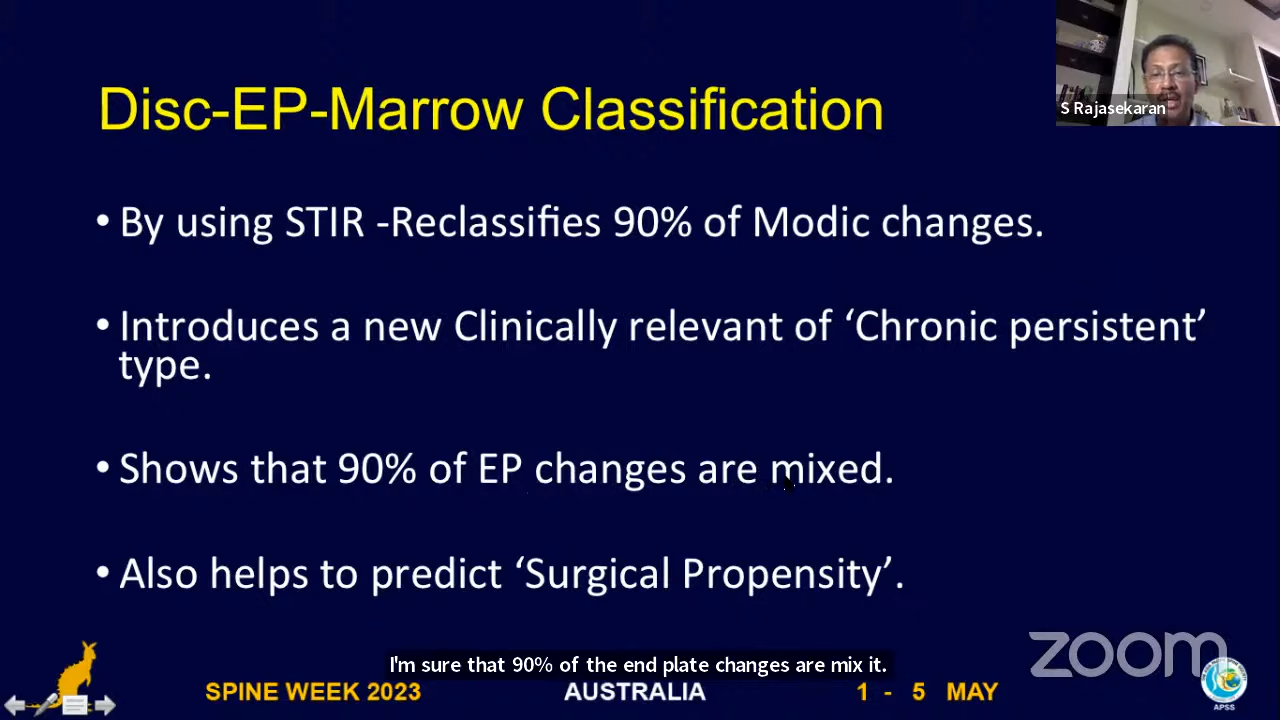 S Rajasekaran
Disc-EP-Marrow Classification
• By using STIR -Reclassifies 90% of Modic changes.
• Introduces a new Clinically relevant of ‘Chronic persistent’
type.
• Shows that 90% of EP changes are mixed.
• Also helps to predict ‘Surgical Propensity’.
I'm sure that 90% of the end plate changes are mix it.
zoom
SPINE WEEK 2023 AUSTRALIA 1 - 5 MAY
APSS